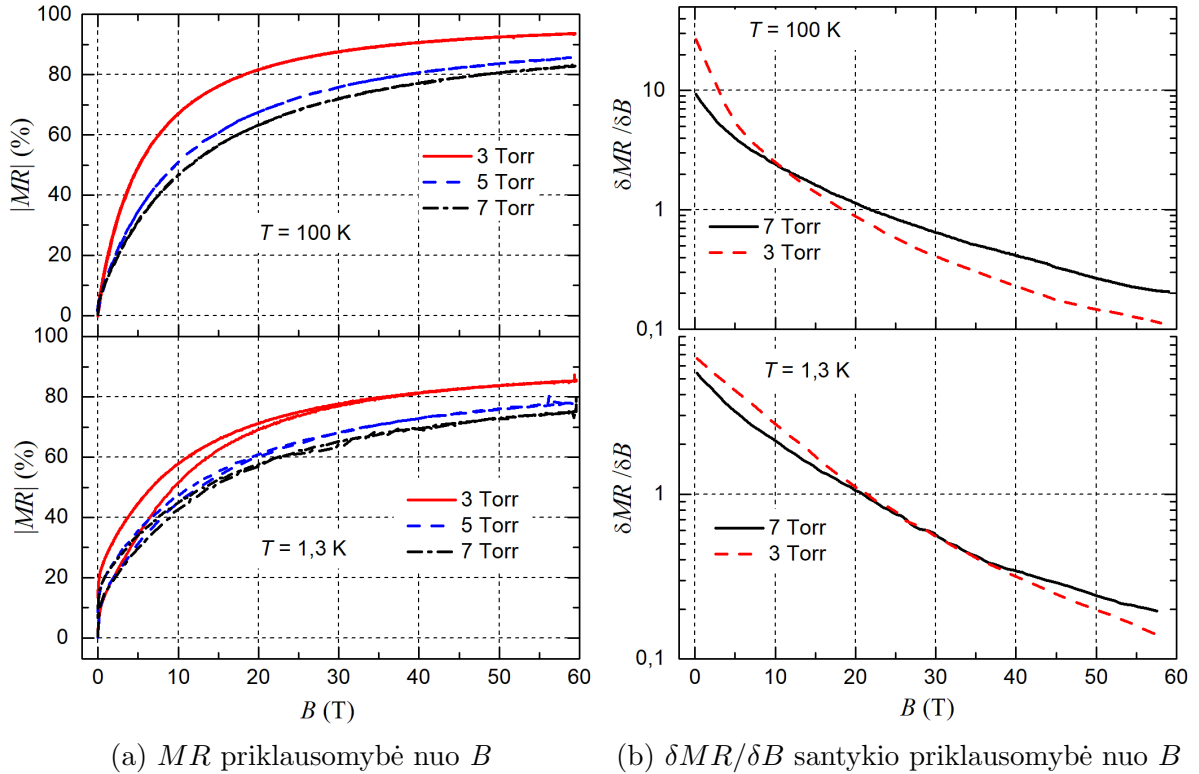 100
80
60
40
20
0
|MR| (%)
3 Torr
5 Torr
7 Torr
T = 100 K
100
80
60
40
20
0
|MR| (%)
3 Torr
5 Torr
7 Torr
T = 1,3 K
0 10 20 30 40 50 60
B (T)
(a) MR priklausomybė nuo B
T = 100 K
10
1
0,1
δMR /δB
7 Torr
3 Torr
T = 1,3 K
1
0,1
δMR /δB
7 Torr
3 Torr
0 10 20 30 40 50 60
B (T)
(b) δMR/δB santykio priklausomybė nuo B